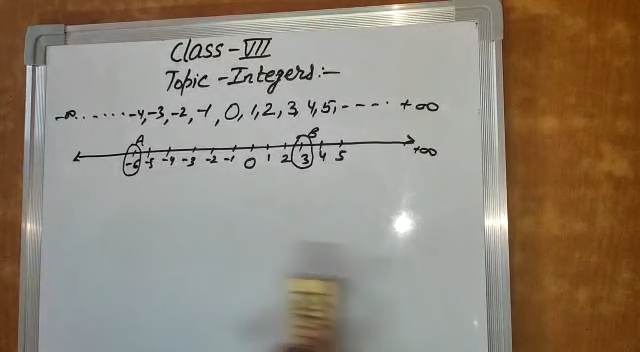 Class-VII
Topic -Integers:-
-∞......-4,-3,-2,-1,0,1,2,3,4,5,----. +∞
A B
-6 -5 -4 -3 -2 -1 0 1 2 3 4 5 +∞